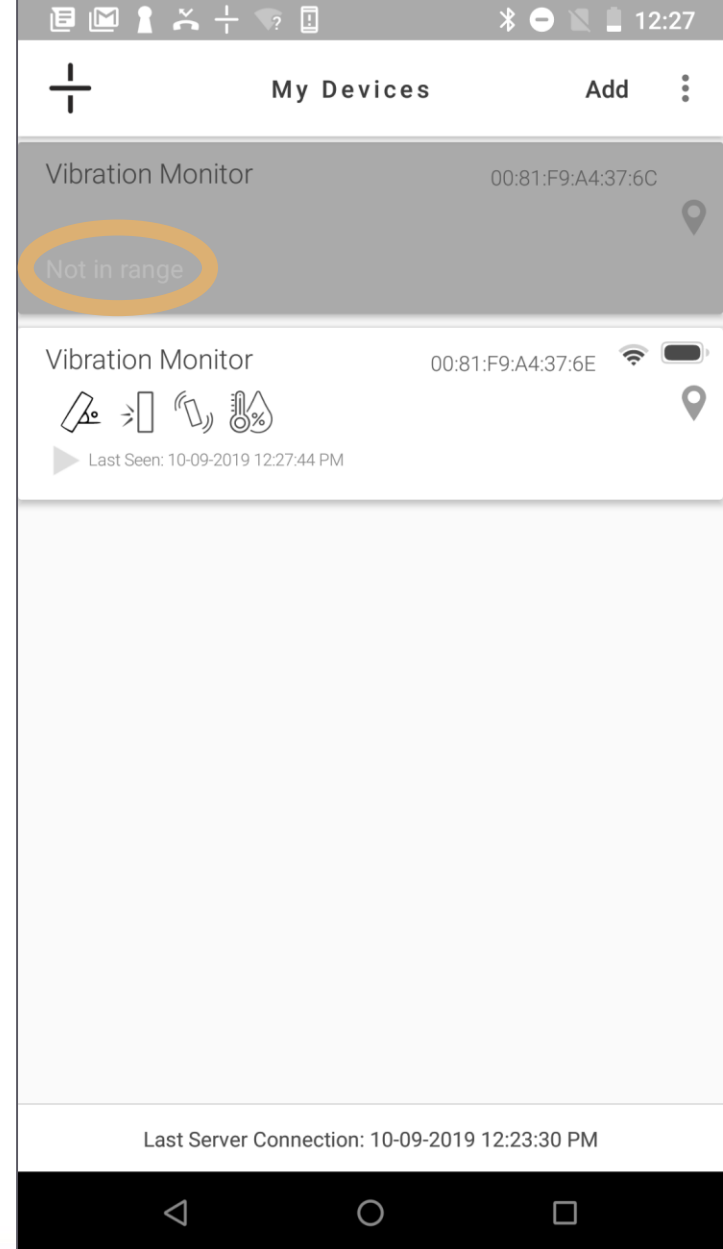 12:27
My Devices Add
Vibration Monitor 00:81:F9:A4:37:6C
Not in range
Vibration Monitor 00:81:F9:A4:37:6E
Last Seen: 10-09-2019 12:27:44 PM
Last Server Connection: 10-09-2019 12:23:30 PM